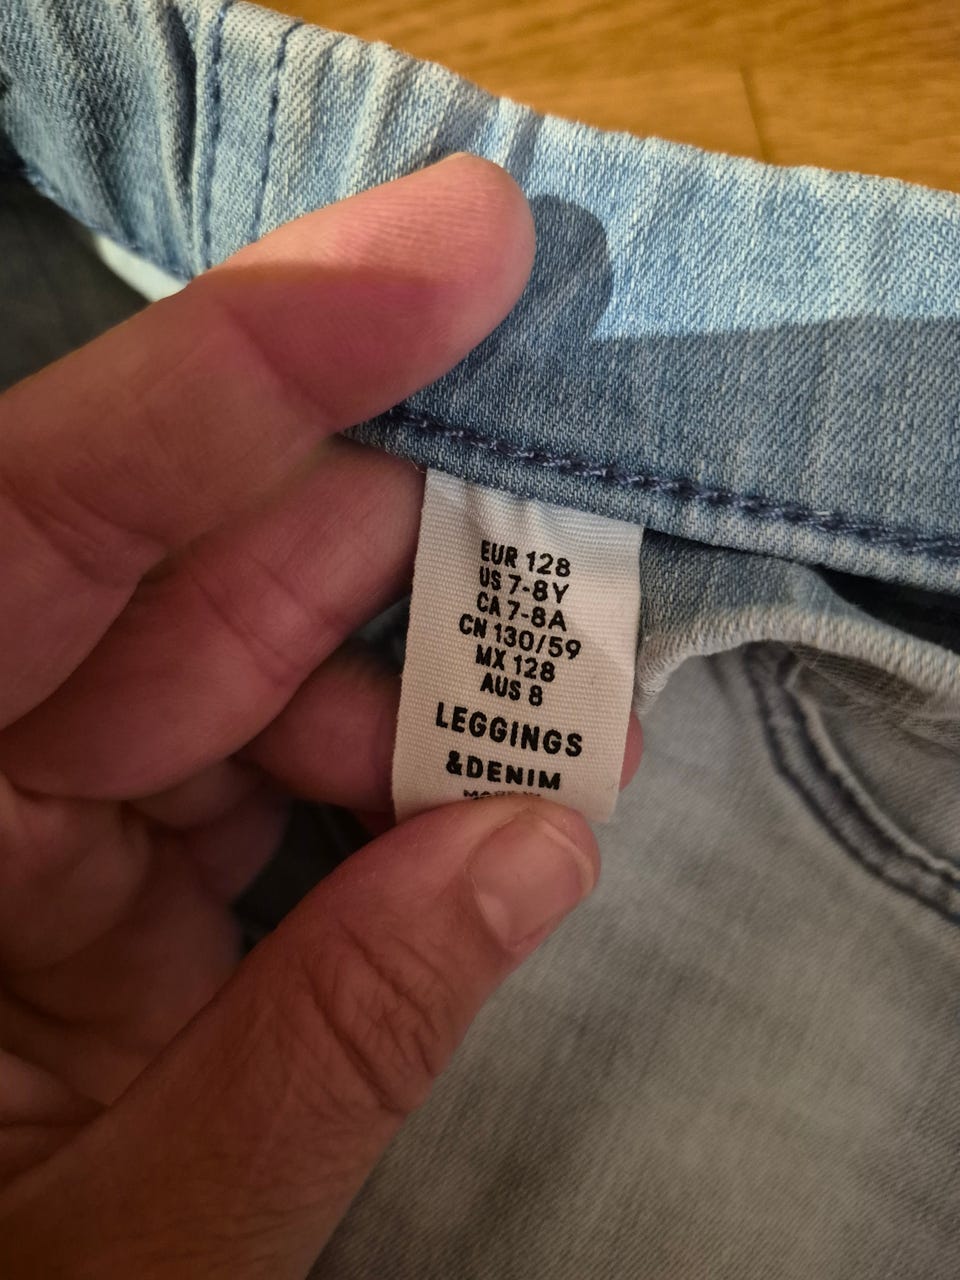 EUR 128
US 7-8Y
CA 7-8A
CN 130/59
MX 128
AUS 8
LEGGINGS
&DENIM